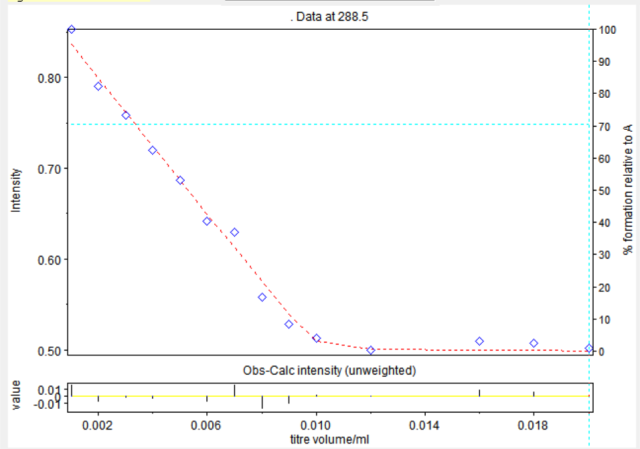 . Data at 288.5
100
90
0.80
80
70
0.70
60
50
Intensity
% formation relative to A
40
0.60
30
20
10
0.50
0
Obs-Calc intensity (unweighted)
value
0.01
0
-0.01
0.002 0.006 0.010 0.014 0.018
titre volume/ml